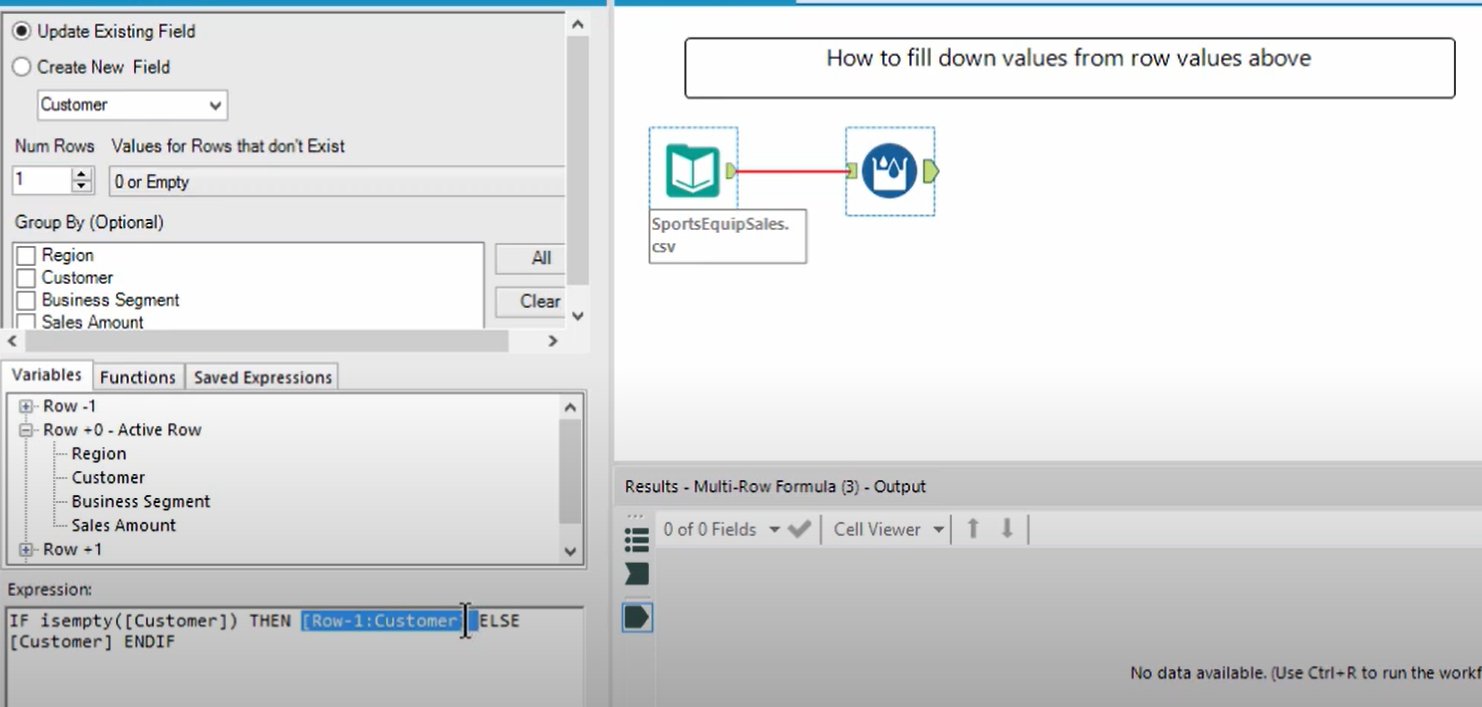 Update Existing Field
Create New Field
Customer
Num Rows Values for Rows that don't Exist
1 0 or Empty
Group By (Optional)
Region
Customer
Business Segment
Sales Amount
All
Clear
Variables Functions Saved Expressions
Row -1
Row +0 - Active Row
Region
Customer
Business Segment
Sales Amount
Row +1
Expression:
IF isempty([Customer]) THEN [Row-1:Customer] ELSE
[Customer] ENDIF
How to fill down values from row values above
SportsEquipSales.
csv
Results - Multi-Row Formula (3) - Output
0 of 0 Fields Cell Viewer
No data available. (Use Ctrl+R to run the workf